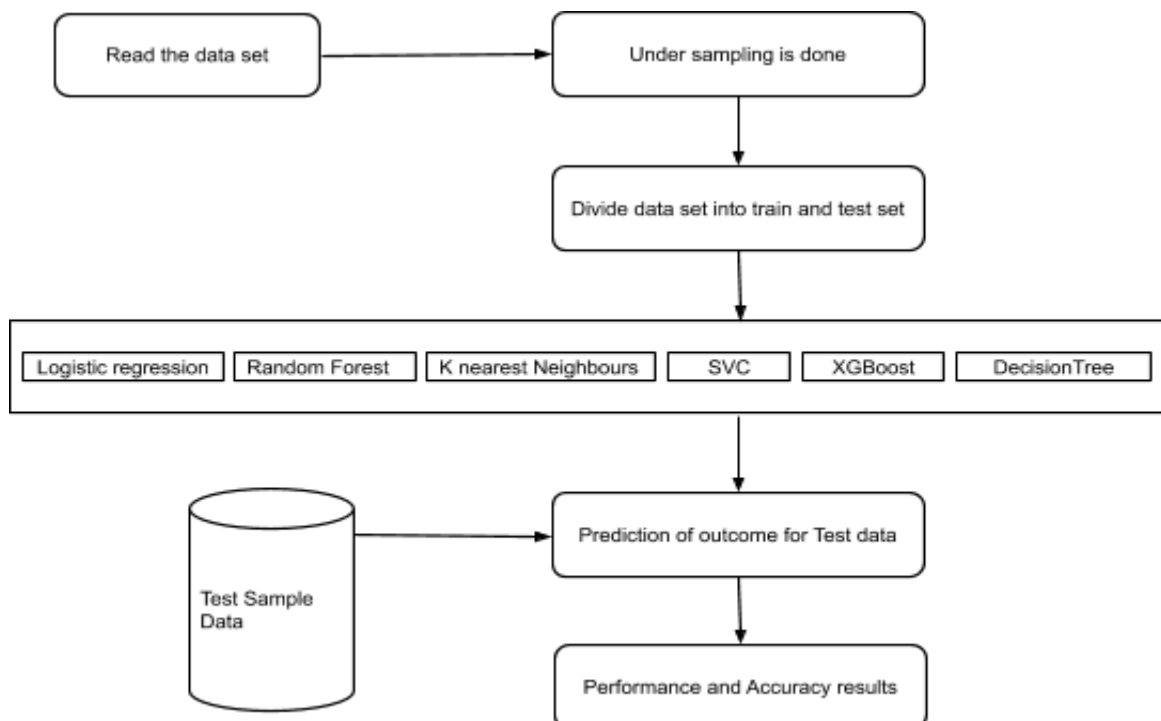 Read the data set
Under sampling is done
Divide data set into train and test set
Logistic regression
Random Forest
K nearest Neighbours
SVC
XGBoost
DecisionTree
Prediction of outcome for Test data
Test Sample
Data
Performance and Accuracy results